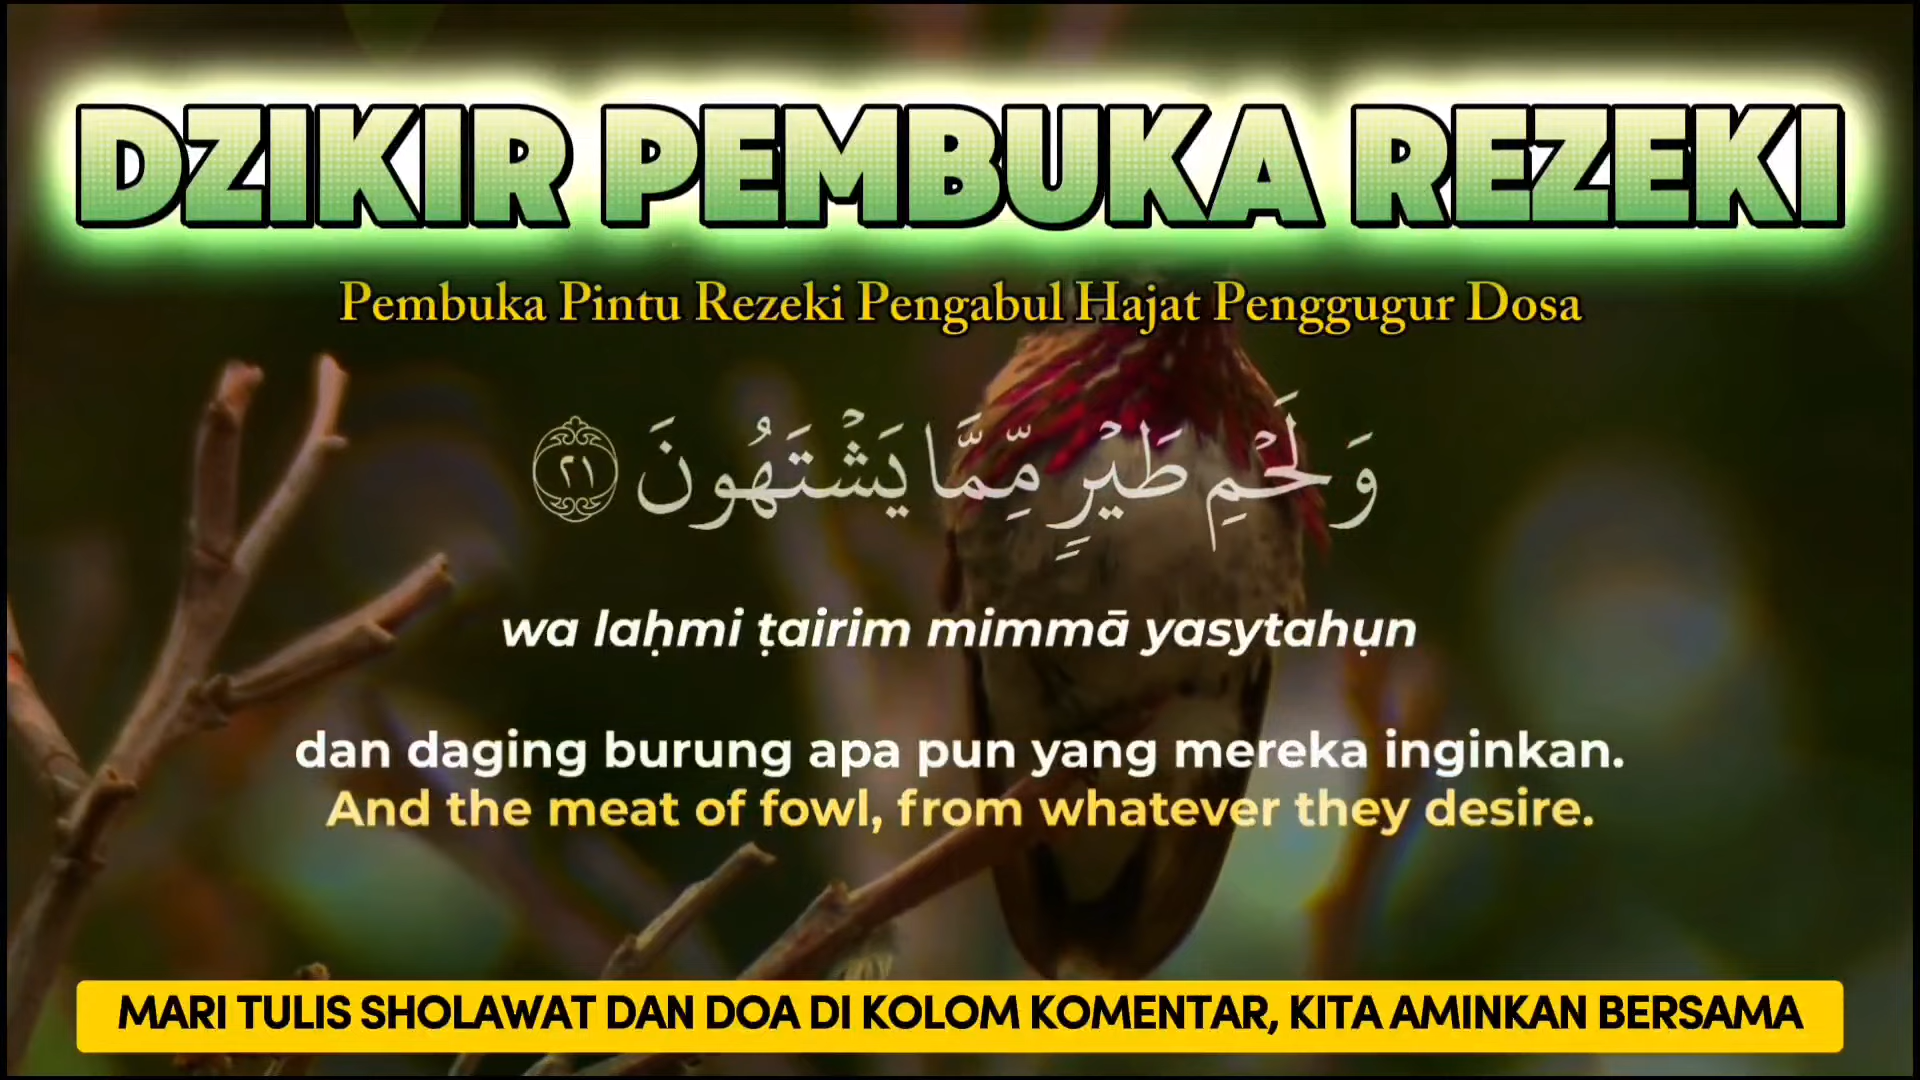 DZIKIR PEMBUKA REZEKI
Pembuka Pintu Rezeki Pengabul Hajat Penggugur Dosa
وَلَحْمِ طَيْرٍ مِّمَّا يَشْتَهُونَ ٢١
wa laḥmi ṭairim mimmā yasytahụn
dan daging burung apa pun yang mereka inginkan.
And the meat of fowl, from whatever they desire.
MARI TULIS SHOLAWAT DAN DOA DI KOLOM KOMENTAR, KITA AMINKAN BERSAMA